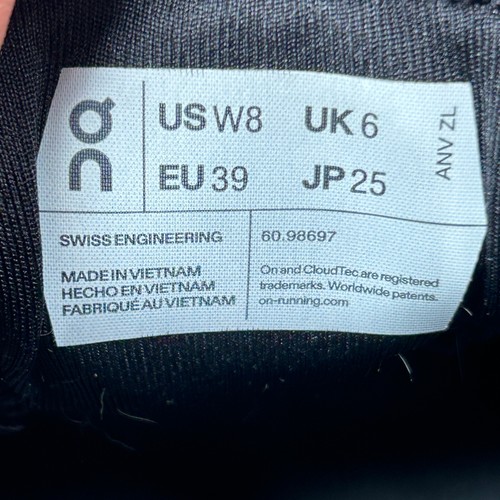 US W8 UK 6
EU 39 JP 25
ANV ZL
SWISS ENGINEERING
60.98697
MADE IN VIETNAM
HECHO EN VIETNAM
FABRIQUÉ AU VIETNAM
On and CloudTec are registered
trademarks. Worldwide patents.
on-running.com